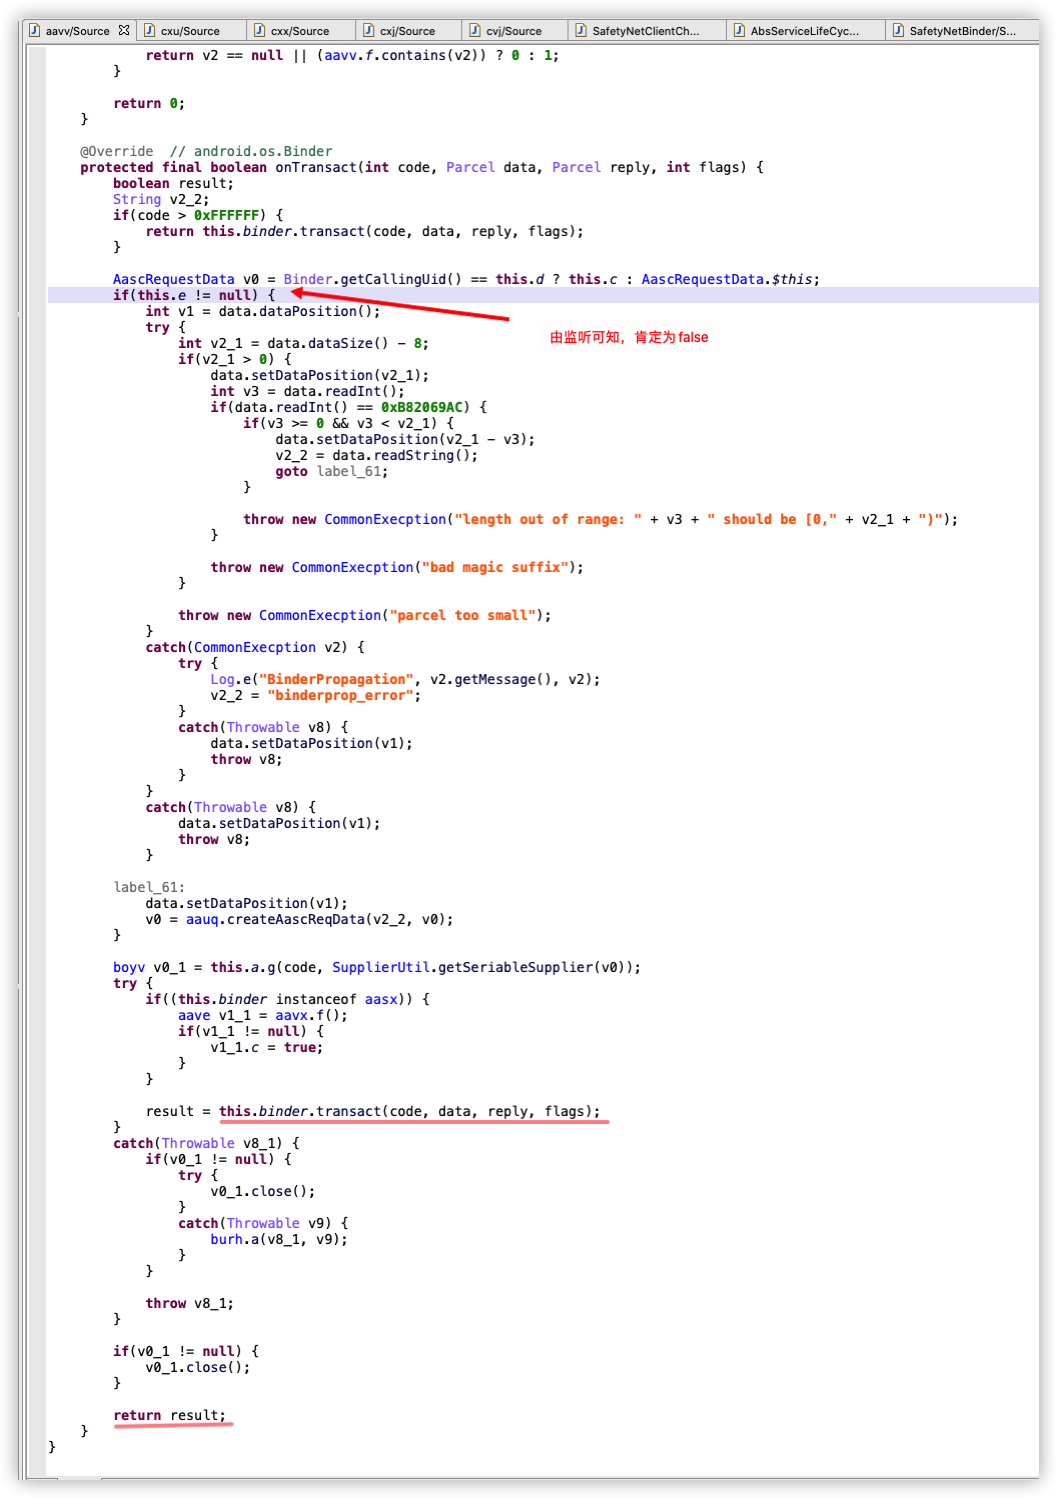 aavv/Source
cxu/Source
cxx/Source
cxj/Source
cvj/Source
SafetyNetClientCh...
AbsServiceLifeCyc...
SafetyNetBinder/S...
return v2 == null || (aavv.f.contains(v2)) ? 0 : 1;
}
return 0;
}
@Override  // android.os.Binder
protected final boolean onTransact(int code, Parcel data, Parcel reply, int flags) {
boolean result;
String v2_2;
if(code > 0xFFFFFF) {
return this.binder.transact(code, data, reply, flags);
}
AascRequestData v0 = Binder.getCallingUid() == this.d ? this.c : AascRequestData.$this;
if(this.e != null) {
int v1 = data.dataPosition();
try {
由监听可知，肯定为false
int v2_1 = data.dataSize() - 8;
if(v2_1 > 0) {
data.setDataPosition(v2_1);
int v3 = data.readInt();
if(data.readInt() == 0xB82069AC) {
if(v3 >= 0 && v3 < v2_1) {
data.setDataPosition(v2_1 - v3);
v2_2 = data.readString();
goto label_61;
}
throw new CommonExecption("length out of range: " + v3 + " should be [0," + v2_1 + ")");
}
throw new CommonExecption("bad magic suffix");
}
throw new CommonExecption("parcel too small");
}
catch(CommonExecption v2) {
try {
Log.e("BinderPropagation", v2.getMessage(), v2);
v2_2 = "binderprop_error";
}
catch(Throwable v8) {
data.setDataPosition(v1);
throw v8;
}
}
catch(Throwable v8) {
data.setDataPosition(v1);
throw v8;
}
label_61:
data.setDataPosition(v1);
v0 = aauq.createAascReqData(v2_2, v0);
}
boyv v0_1 = this.a.g(code, SupplierUtil.getSeriableSupplier(v0));
try {
if((this.binder instanceof aasx)) {
aave v1_1 = aavx.f();
if(v1_1 != null) {
v1_1.c = true;
}
}
result = this.binder.transact(code, data, reply, flags);
}
catch(Throwable v8_1) {
if(v0_1 != null) {
try {
v0_1.close();
}
catch(Throwable v9) {
burh.a(v8_1, v9);
}
}
throw v8_1;
}
if(v0_1 != null) {
v0_1.close();
}
return result;
}
}